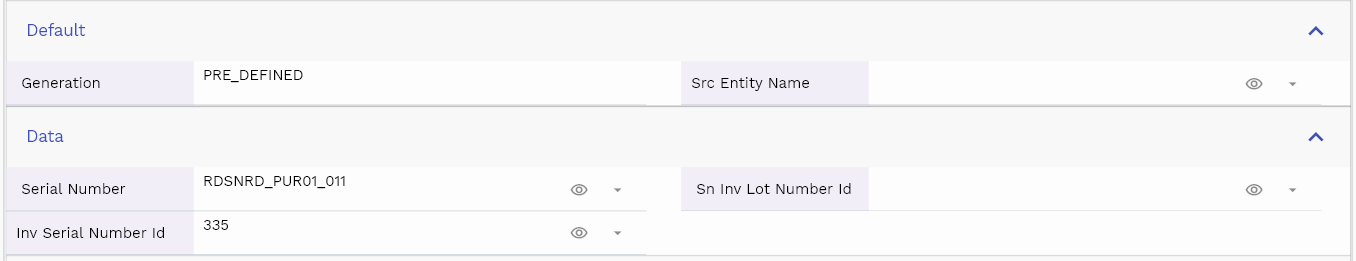 Default
Generation PRE_DEFINED Src Entity Name
Data
Serial Number RDSNRD_PUR01_011 Sn Inv Lot Number Id
Inv Serial Number Id 335